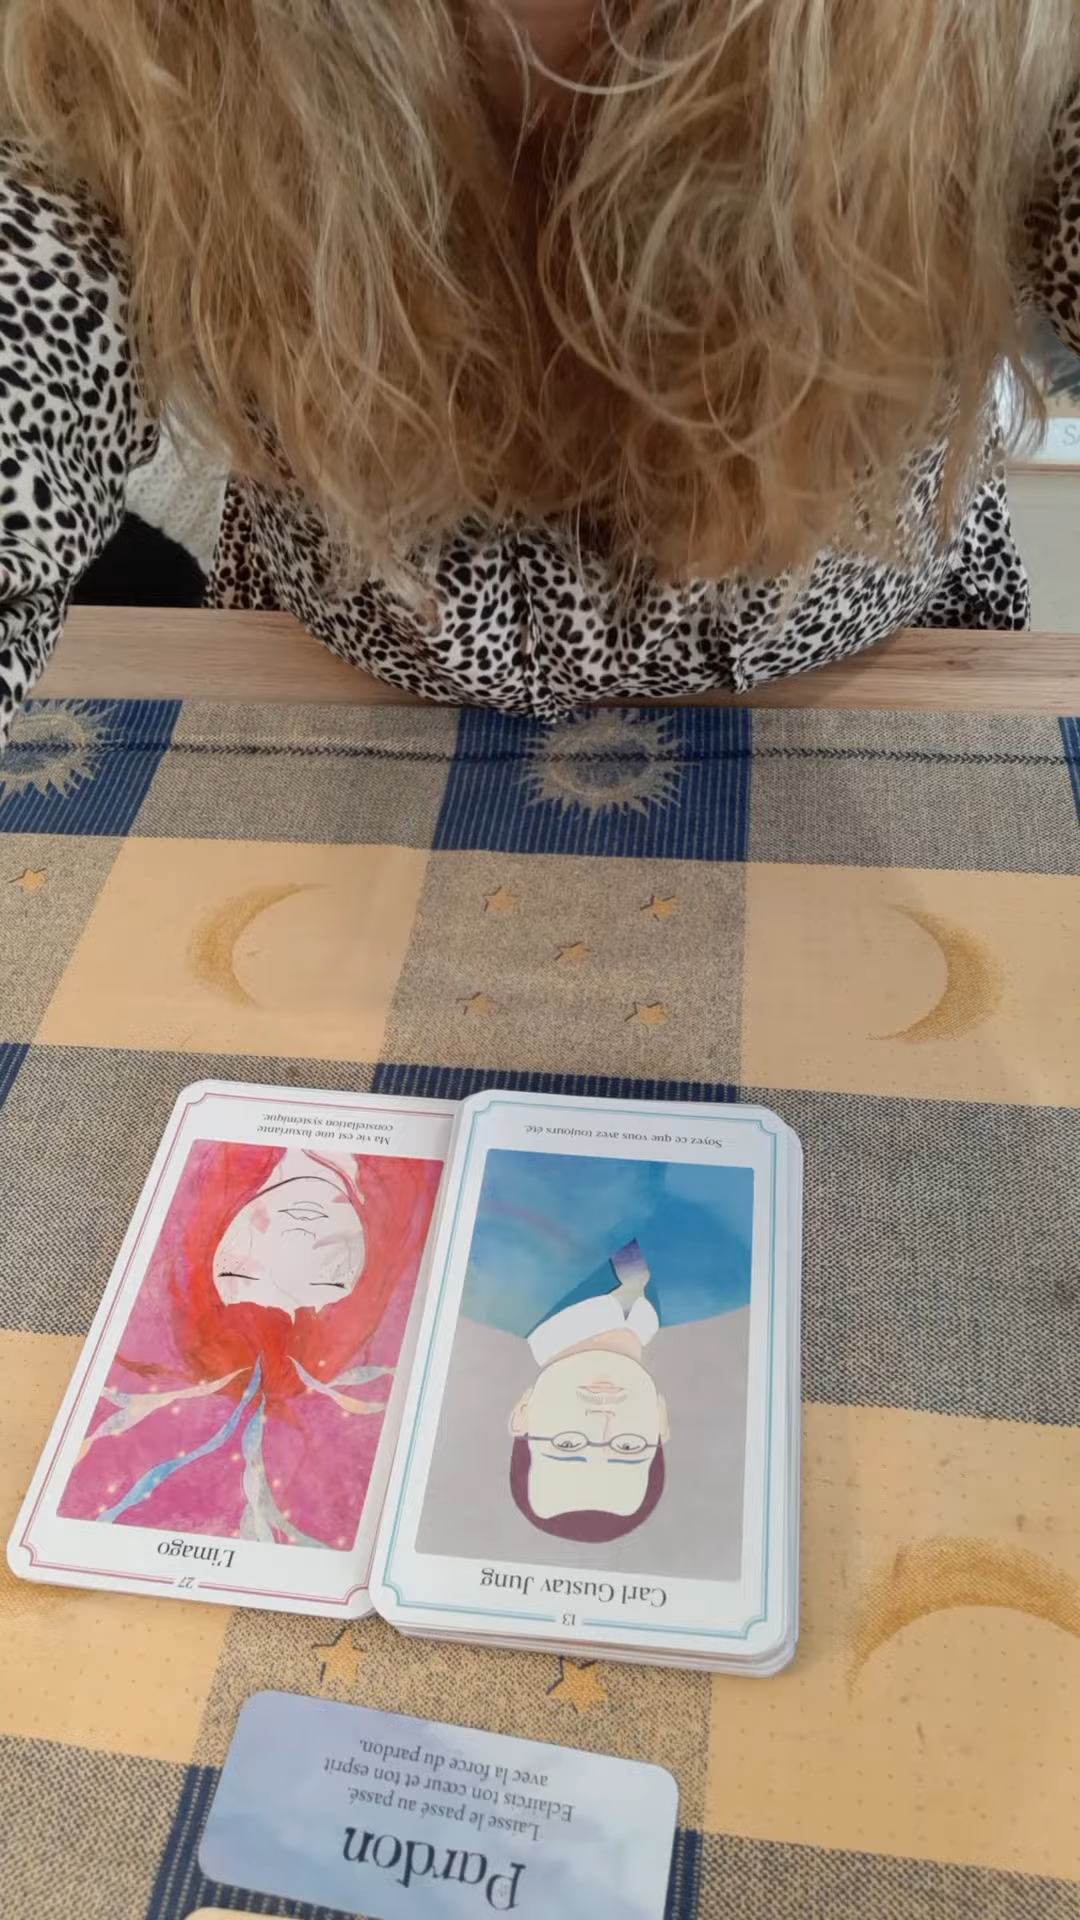 Pardon
Laisse le passé au passé.
Eclaircis ton cœur et ton esprit
avec la force du pardon.
13
Carl Gustav Jung
Soyez ce que vous avez toujours été.
27
L'imago
Ma vie est une luxuriante
constellation systémique.